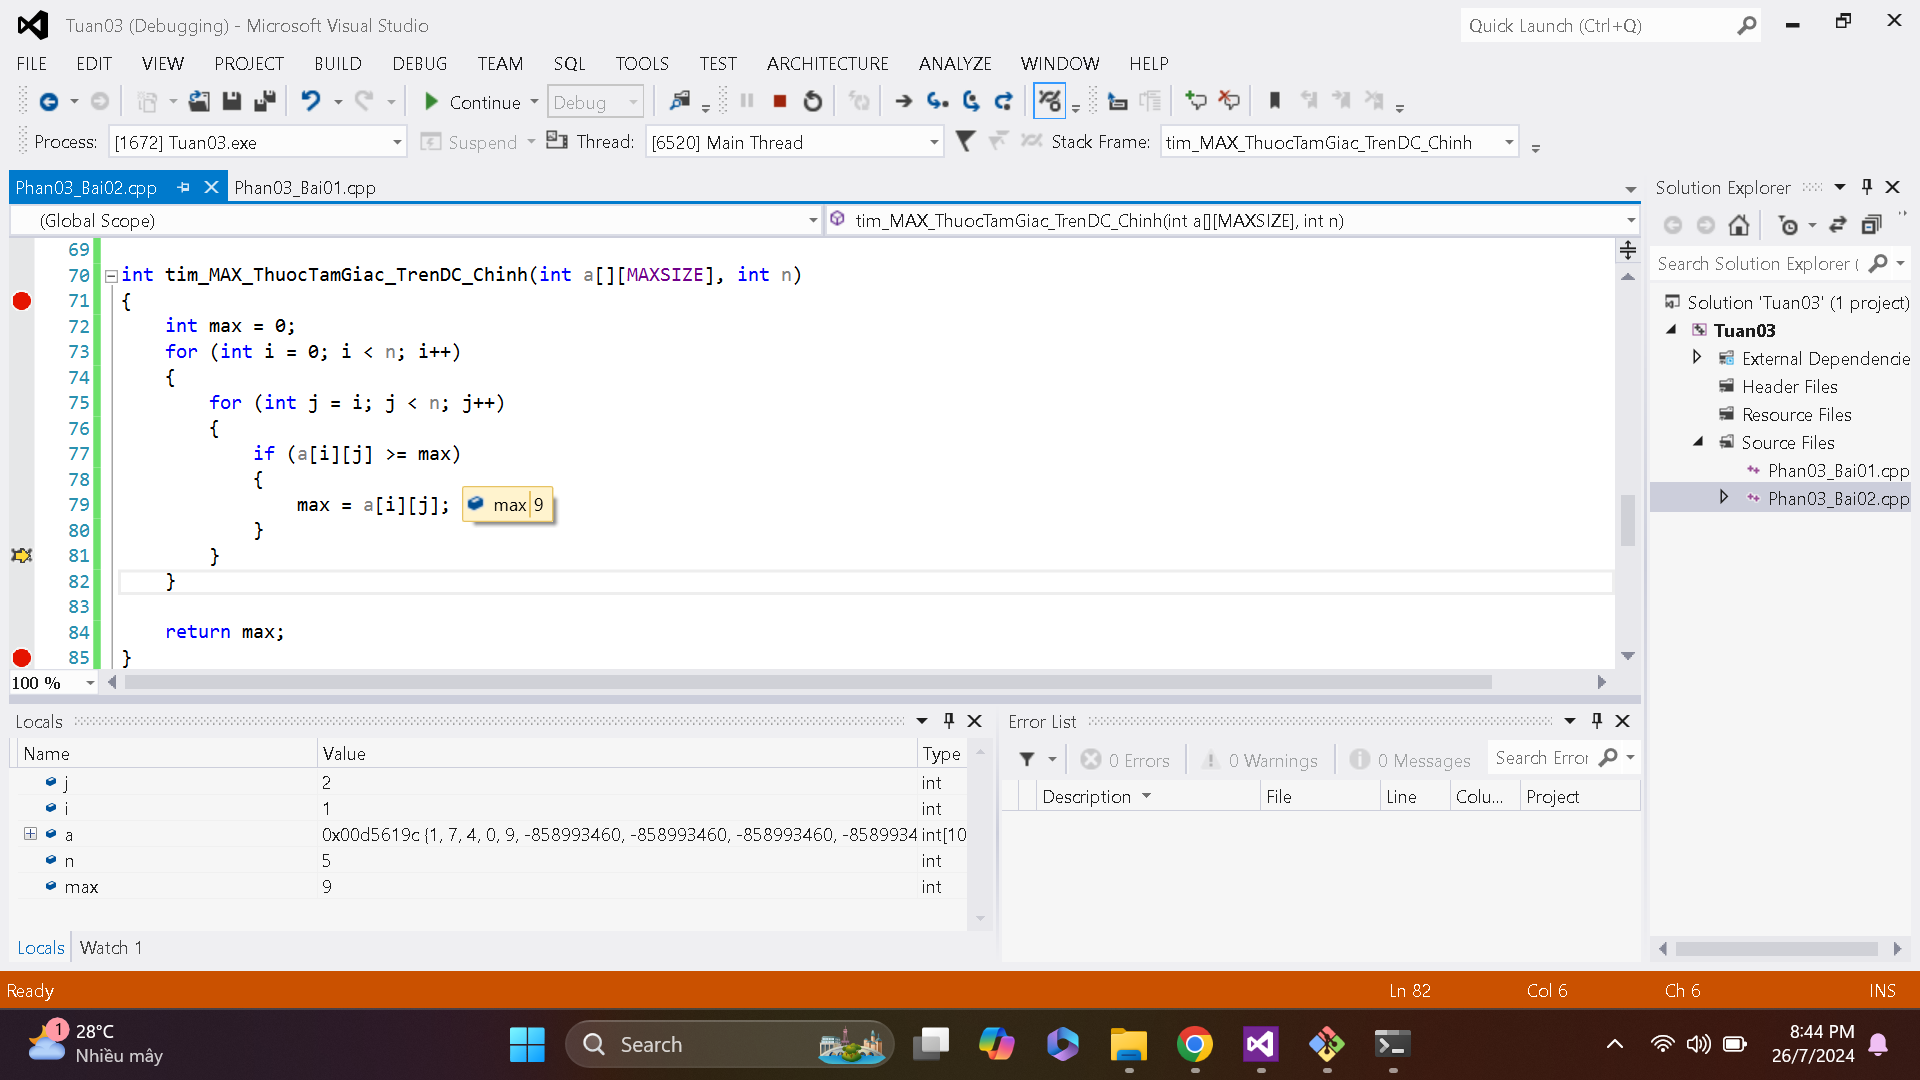 Tuan03 (Debugging) - Microsoft Visual Studio
Quick Launch (Ctrl+Q)
FILE EDIT VIEW PROJECT BUILD DEBUG TEAM SQL TOOLS TEST ARCHITECTURE ANALYZE WINDOW HELP
Continue Debug
Process: [1672] Tuan03.exe Suspend Thread: [6520] Main Thread Stack Frame: tim_MAX_ThuocTamGiac_TrenDC_Chinh
Phan03_Bai02.cpp Phan03_Bai01.cpp
(Global Scope) tim_MAX_ThuocTamGiac_TrenDC_Chinh(int a[][MAXSIZE], int n)
69
70 int tim_MAX_ThuocTamGiac_TrenDC_Chinh(int a[][MAXSIZE], int n)
71 {
72 int max = 0;
73 for (int i = 0; i < n; i++)
74 {
75 for (int j = i; j < n; j++)
76 {
77 if (a[i][j] >= max)
78 {
79 max = a[i][j]; max 9
80 }
81 }
82 }
83
84 return max;
85 }
100 %
Solution Explorer
Search Solution Explorer (
Solution 'Tuan03' (1 project)
Tuan03
External Dependencie
Header Files
Resource Files
Source Files
Phan03_Bai01.cpp
Phan03_Bai02.cpp
Locals
Name Value Type
j 2 int
i 1 int
a 0x00d5619c {1, 7, 4, 0, 9, -858993460, -858993460, -858993460, -8589934 int[10
n 5 int
max 9 int
Locals Watch 1
Error List
0 Errors 0 Warnings 0 Messages Search Error
Description File Line Colu... Project
Ready Ln 82 Col 6 Ch 6 INS
1
28°C
Nhiều mây
Search
8:44 PM
26/7/2024